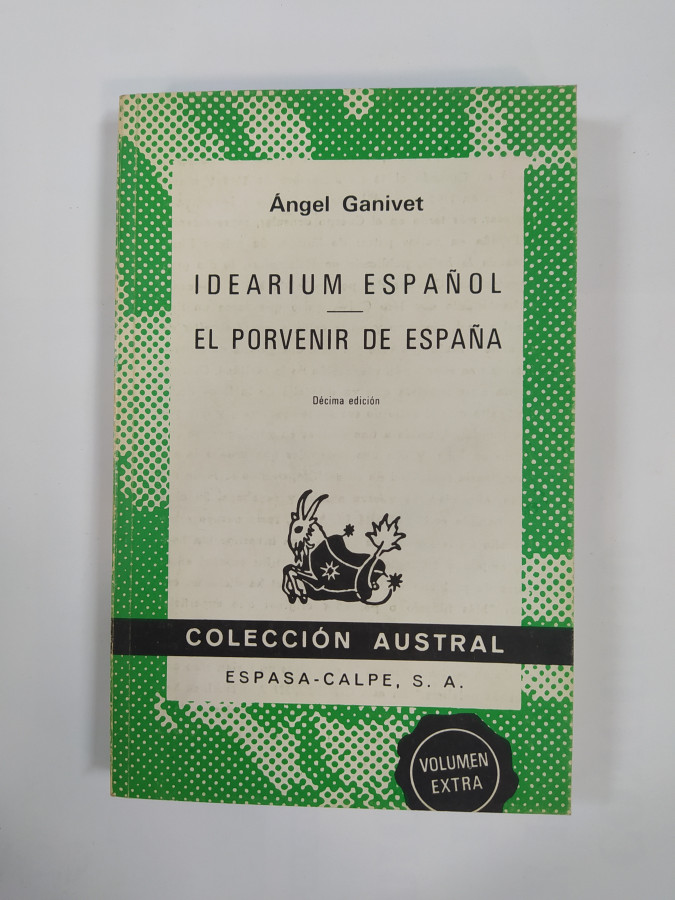 Ángel Ganivet
IDEARIUM ESPAÑOL
EL PORVENIR DE ESPAÑA
Décima edición
COLECCIÓN AUSTRAL
ESPASA-CALPE, S. A.
VOLUMEN
EXTRA